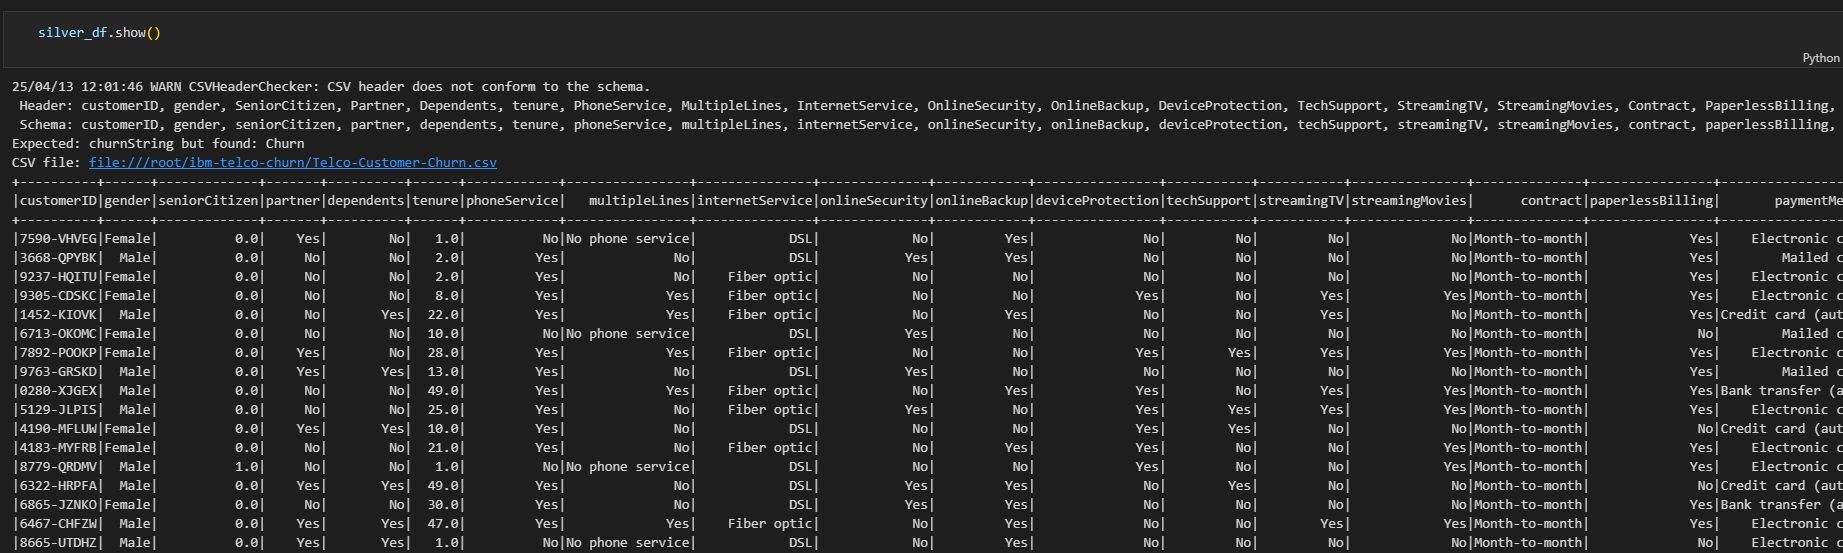 silver_df.show()
Python
25/04/13 12:01:46 WARN CSVHeaderChecker: CSV header does not conform to the schema.
 Header: customerID, gender, SeniorCitizen, Partner, Dependents, tenure, PhoneService, MultipleLines, InternetService, OnlineSecurity, OnlineBackup, DeviceProtection, TechSupport, StreamingTV, StreamingMovies, Contract, PaperlessBilling,
 Schema: customerID, gender, seniorCitizen, partner, dependents, tenure, phoneService, multipleLines, internetService, onlineSecurity, onlineBackup, deviceProtection, techSupport, streamingTV, streamingMovies, contract, paperlessBilling,
Expected: churnString but found: Churn
CSV file: file:///root/ibm-telco-churn/Telco-Customer-Churn.csv
+----------+------+-------------+-------+----------+------+------------+----------------+---------------+--------------+------------+----------------+-----------+-----------+---------------+--------------+----------------+----------------
|customerID|gender|seniorCitizen|partner|dependents|tenure|phoneService|   multipleLines|internetService|onlineSecurity|onlineBackup|deviceProtection|techSupport|streamingTV|streamingMovies|      contract|paperlessBilling|       paymentMe
+----------+------+-------------+-------+----------+------+------------+----------------+---------------+--------------+------------+----------------+-----------+-----------+---------------+--------------+----------------+----------------
|7590-VHVEG|Female|          0.0|    Yes|        No|   1.0|          No|No phone service|            DSL|            No|         Yes|              No|         No|         No|             No|Month-to-month|             Yes|    Electronic c
|3668-QPYBK|  Male|          0.0|     No|        No|   2.0|         Yes|              No|            DSL|           Yes|         Yes|              No|         No|         No|             No|Month-to-month|             Yes|        Mailed c
|9237-HQITU|Female|          0.0|     No|        No|   2.0|         Yes|              No|    Fiber optic|            No|          No|              No|         No|         No|             No|Month-to-month|             Yes|    Electronic c
|9305-CDSKC|Female|          0.0|     No|        No|   8.0|         Yes|             Yes|    Fiber optic|            No|          No|             Yes|         No|        Yes|            Yes|Month-to-month|             Yes|    Electronic c
|1452-KIOVK|  Male|          0.0|     No|       Yes|  22.0|         Yes|             Yes|    Fiber optic|            No|         Yes|              No|         No|        Yes|             No|Month-to-month|             Yes|Credit card (aut
|6713-OKOMC|Female|          0.0|     No|        No|  10.0|          No|No phone service|            DSL|           Yes|          No|              No|         No|         No|             No|Month-to-month|              No|        Mailed c
|7892-POOKP|Female|          0.0|    Yes|        No|  28.0|         Yes|             Yes|    Fiber optic|            No|          No|             Yes|        Yes|        Yes|            Yes|Month-to-month|             Yes|    Electronic c
|9763-GRSKD|  Male|          0.0|    Yes|       Yes|  13.0|         Yes|              No|            DSL|           Yes|          No|              No|         No|         No|             No|Month-to-month|             Yes|        Mailed c
|0280-XJGEX|  Male|          0.0|     No|        No|  49.0|         Yes|             Yes|    Fiber optic|            No|         Yes|             Yes|         No|        Yes|            Yes|Month-to-month|             Yes|Bank transfer (a
|5129-JLPIS|  Male|          0.0|     No|        No|  25.0|         Yes|              No|    Fiber optic|           Yes|          No|             Yes|        Yes|        Yes|            Yes|Month-to-month|             Yes|    Electronic c
|4190-MFLUW|Female|          0.0|    Yes|       Yes|  10.0|         Yes|              No|            DSL|            No|          No|             Yes|        Yes|         No|             No|Month-to-month|              No|Credit card (aut
|4183-MYFRB|Female|          0.0|     No|        No|  21.0|         Yes|              No|    Fiber optic|            No|         Yes|             Yes|         No|         No|            Yes|Month-to-month|             Yes|    Electronic c
|8779-QRDMV|  Male|          1.0|     No|        No|   1.0|          No|No phone service|            DSL|            No|          No|             Yes|         No|         No|            Yes|Month-to-month|             Yes|    Electronic c
|6322-HRPFA|  Male|          0.0|    Yes|       Yes|  49.0|         Yes|              No|            DSL|           Yes|         Yes|              No|        Yes|         No|             No|Month-to-month|              No|Credit card (aut
|6865-JZNKO|Female|          0.0|     No|        No|  30.0|         Yes|              No|            DSL|           Yes|         Yes|              No|         No|         No|             No|Month-to-month|             Yes|Bank transfer (a
|6467-CHFZW|  Male|          0.0|    Yes|       Yes|  47.0|         Yes|             Yes|    Fiber optic|            No|         Yes|              No|         No|        Yes|            Yes|Month-to-month|             Yes|    Electronic c
|8665-UTDHZ|  Male|          0.0|    Yes|       Yes|   1.0|          No|No phone service|            DSL|            No|         Yes|              No|         No|         No|             No|Month-to-month|              No|    Electronic c